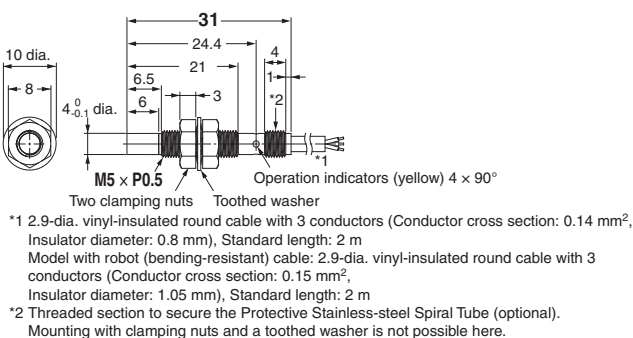 31
24.4
10 dia.
4
21
8
6.5
1
3
*2
6
4 0 -0.1 dia.
*1
M5 × P0.5
Operation indicators (yellow) 4 × 90°
Two clamping nuts
Toothed washer
*1 2.9-dia. vinyl-insulated round cable with 3 conductors (Conductor cross section: 0.14 mm²,
Insulator diameter: 0.8 mm), Standard length: 2 m
Model with robot (bending-resistant) cable: 2.9-dia. vinyl-insulated round cable with 3
conductors (Conductor cross section: 0.15 mm²,
Insulator diameter: 1.05 mm), Standard length: 2 m
*2 Threaded section to secure the Protective Stainless-steel Spiral Tube (optional).
Mounting with clamping nuts and a toothed washer is not possible here.